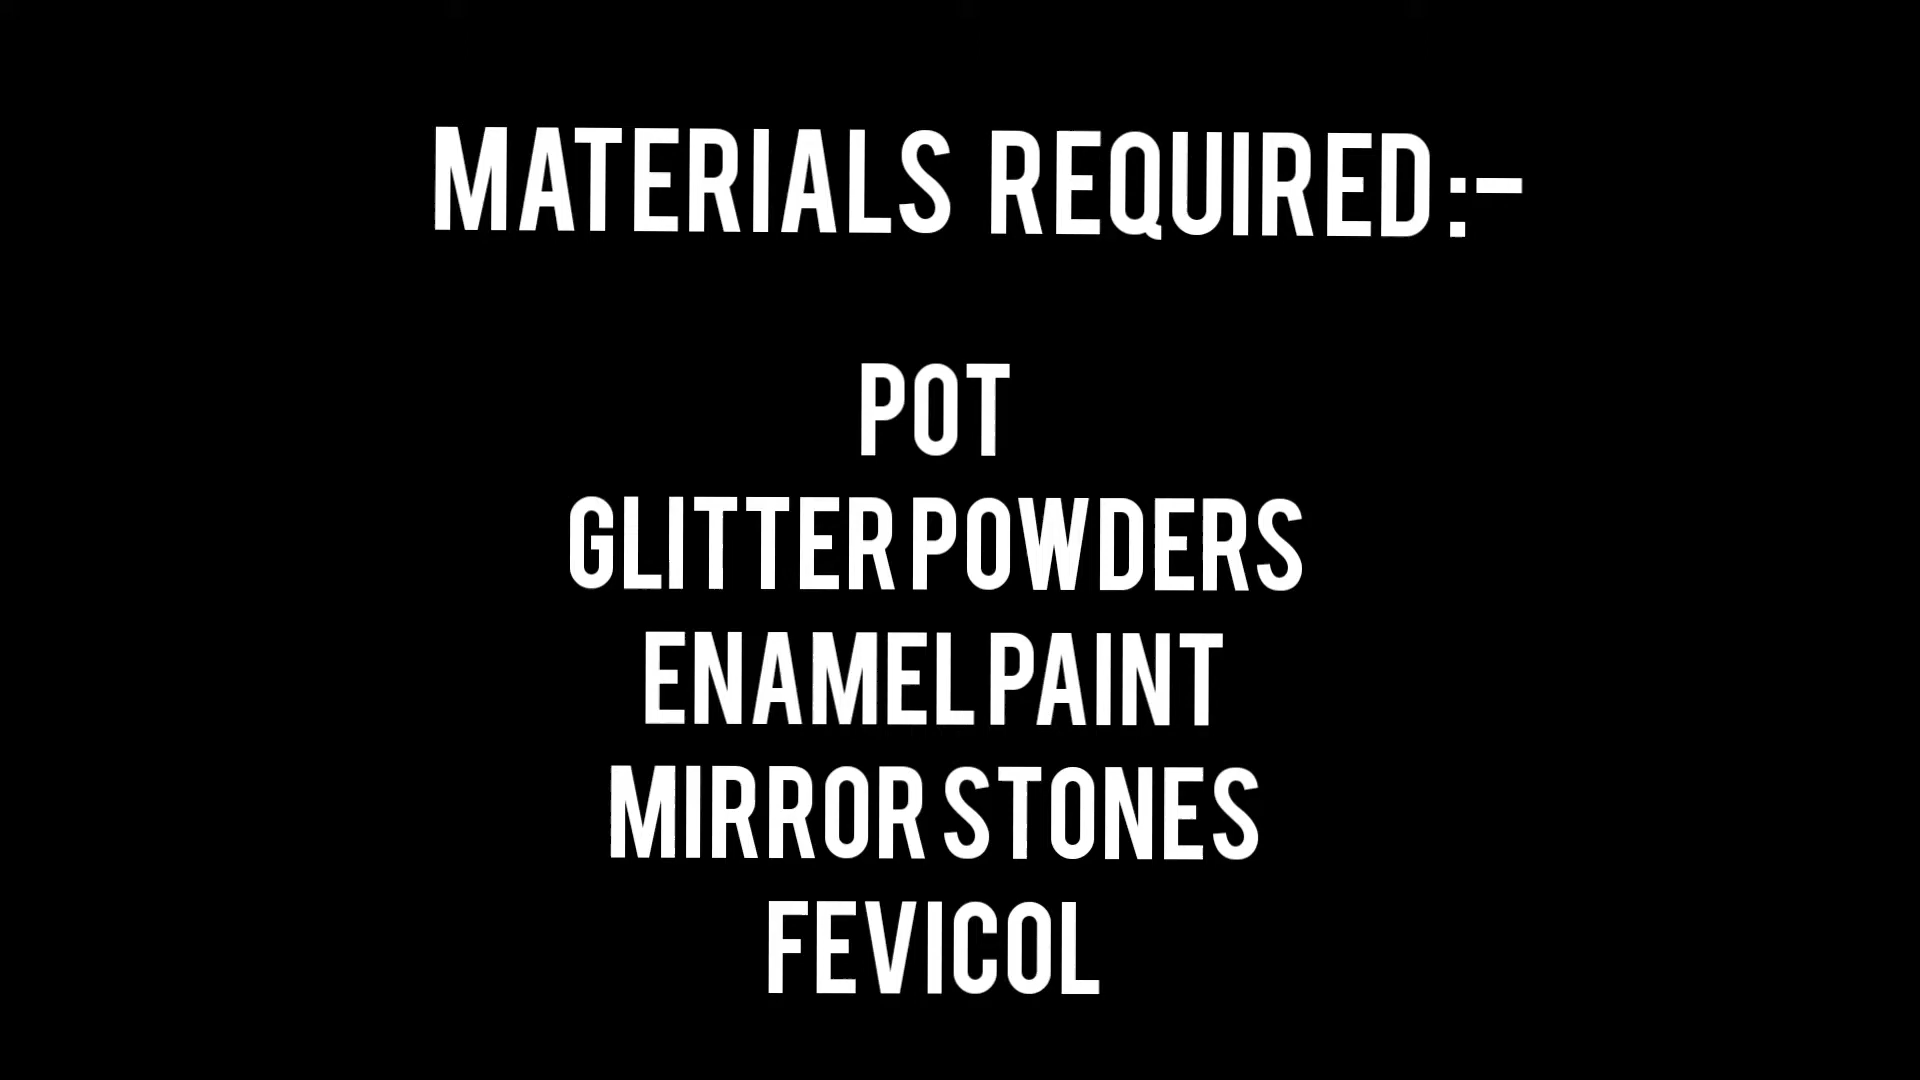 MATERIALS REQUIRED:-
POT
GLITTER POWDERS
ENAMEL PAINT
MIRROR STONES
FEVICOL